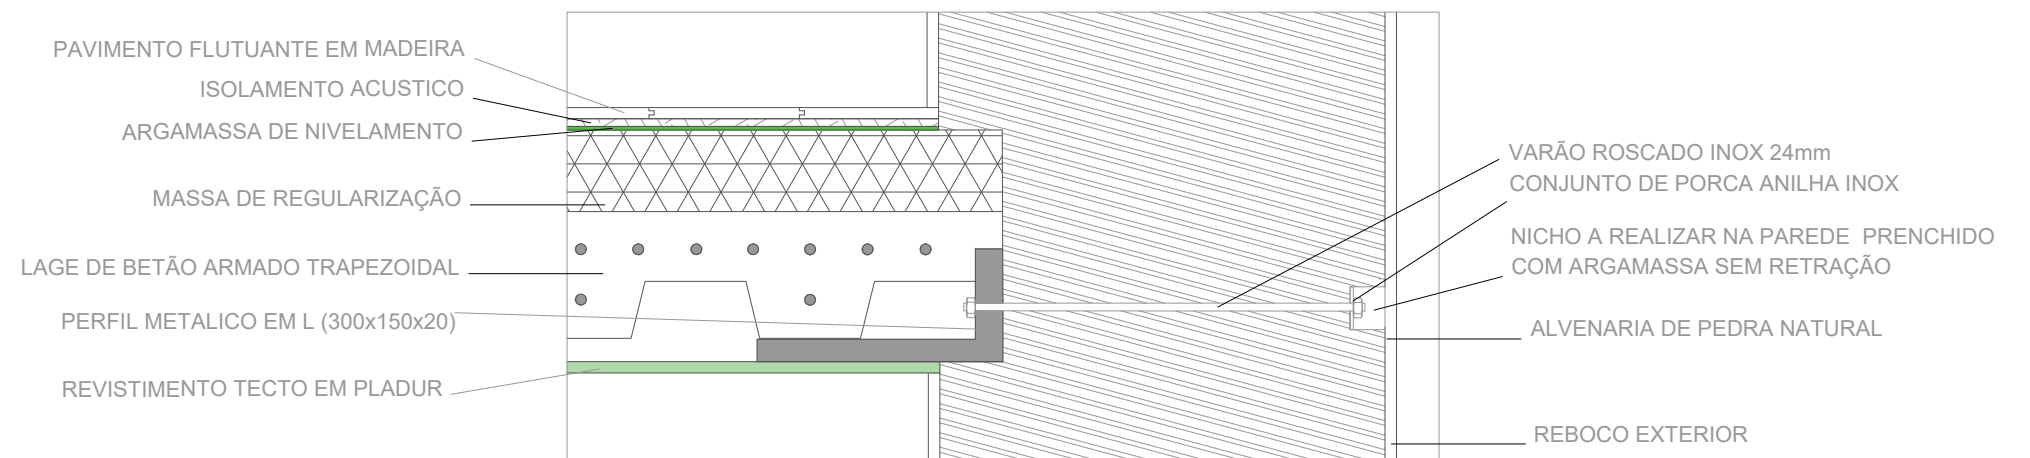 PAVIMENTO FLUTUANTE EM MADEIRA
ISOLAMENTO ACUSTICO
ARGAMASSA DE NIVELAMENTO
MASSA DE REGULARIZAÇÃO
LAGE DE BETÃO ARMADO TRAPEZOIDAL
PERFIL METALICO EM L (300x150x20)
REVISTIMENTO TECTO EM PLADUR
VARÃO ROSCADO INOX 24mm
CONJUNTO DE PORCA ANILHA INOX
NICHO A REALIZAR NA PAREDE PRENCHIDO
COM ARGAMASSA SEM RETRAÇÃO
ALVENARIA DE PEDRA NATURAL
REBOCO EXTERIOR